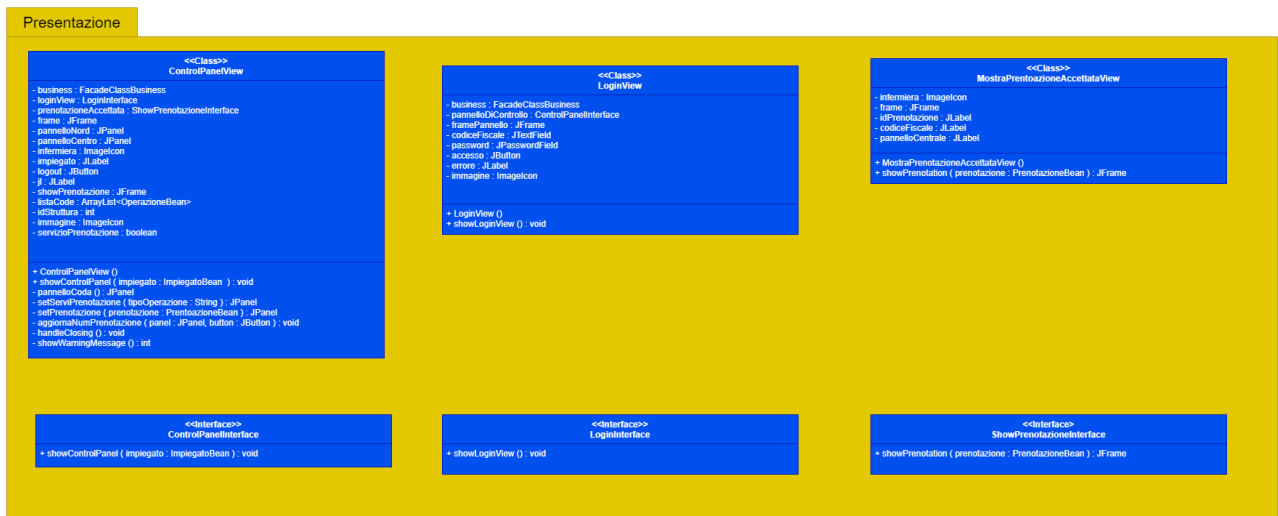 Presentazione
<<Class>>
ControlPanelView
- business : FacadeClassBusiness
- loginView : LoginInterface
- prenotazioneAccettata : ShowPrenotazioneInterface
- frame : JFrame
- pannelloNord : JPanel
- pannelloCentro : JPanel
- infermiera : ImageIcon
- impiegato : JLabel
- logout : JButton
- jl : JLabel
- showPrenotazione : JFrame
- listaCode : ArrayList<OperazioneBean>
- idStruttura : int
- immagine : ImageIcon
- servizioPrenotazione : boolean
+ ControlPanelView ()
+ showControlPanel ( impiegato : ImpiegatoBean ) : void
- pannelloCoda () : JPanel
- setServiPrenotazione ( tipoOperazione : String ) : JPanel
- setPrenotazione ( prenotazione : PrentoazioneBean ) : JPanel
- aggiornaNumPrenotazione ( panel : JPanel, button : JButton ) : void
- handleClosing () : void
- showWarningMessage () : int
<<Class>>
LoginView
- business : FacadeClassBusiness
- pannelloDiControllo : ControlPanelInterface
- framePannello : JFrame
- codiceFiscale : JTextField
- password : JPasswordField
- accesso : JButton
- errore : JLabel
- immagine : ImageIcon
+ LoginView ()
+ showLoginView () : void
<<Class>>
MostraPrentoazioneAccettataView
- infermiera : ImageIcon
- frame : JFrame
- idPrenotazione : JLabel
- codiceFiscale : JLabel
- pannelloCentrale : JLabel
+ MostraPrenotazioneAccettataView ()
+ showPrenotation ( prenotazione : PrenotazioneBean ) : JFrame
<<Interface>>
ControlPanelInterface
+ showControlPanel ( impiegato : ImpiegatoBean ) : void
<<Interface>>
LoginInterface
+ showLoginView () : void
<<Interface>
ShowPrenotazioneInterface
+ showPrenotation ( prenotazione : PrenotazioneBean ) : JFrame